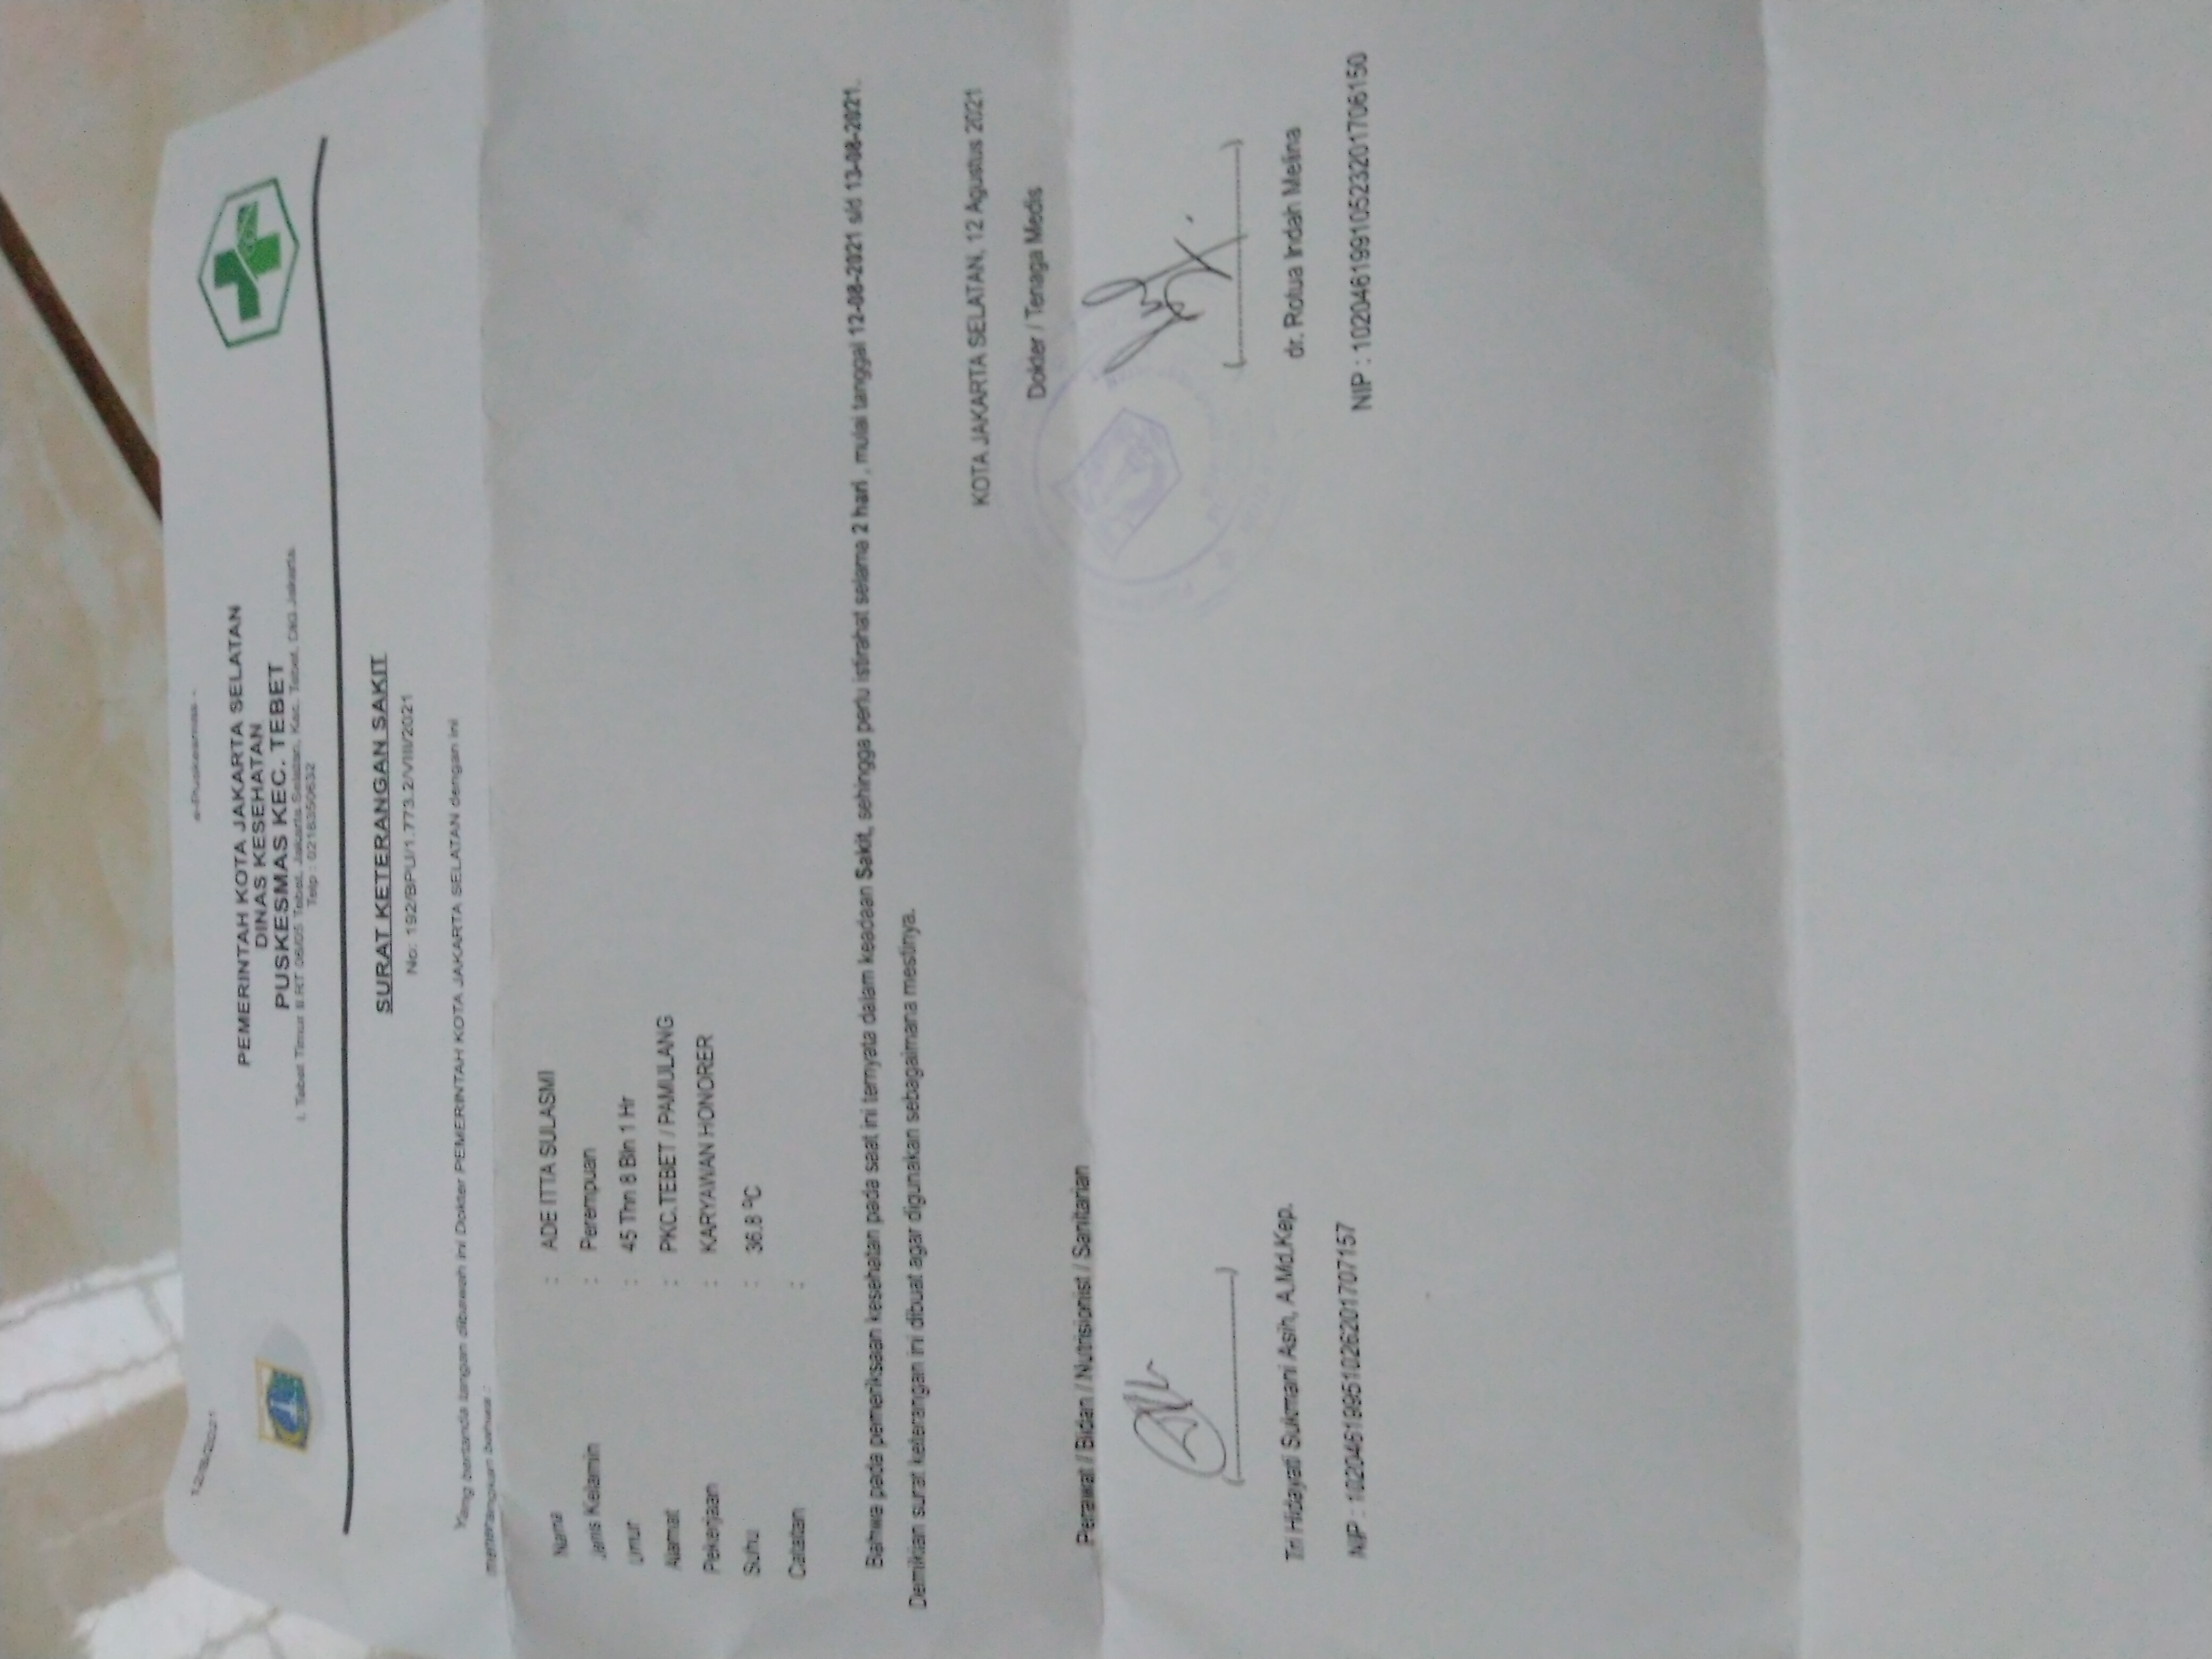 12/8/2021
e-Puskesmas -
PEMERINTAH KOTA JAKARTA SELATAN
DINAS KESEHATAN
PUSKESMAS KEC. TEBET
l. Tebet Timur II RT 06/05 Tebet, Jakarta Selatan, Kec. Tebet, DKI Jakarta
Telp : 0218350632
SURAT KETERANGAN SAKIT
No: 192/BPU/1.773.2/VIII/2021
Yang bertanda tangan dibawah ini Dokter PEMERINTAH KOTA JAKARTA SELATAN dengan ini
menerangkan bahwa :
Nama : ADE ITTA SULASMI
Jenis Kelamin : Perempuan
Umur : 45 Thn 8 Bln 1 Hr
Alamat : PKC.TEBET / PAMULANG
Pekerjaan : KARYAWAN HONORER
Suhu : 36.8 ºC
Catatan :
Bahwa pada pemeriksaan kesehatan pada saat ini ternyata dalam keadaan Sakit, sehingga perlu istirahat selama 2 hari , mulai tanggal 12-08-2021 s/d 13-08-2021.
Demikian surat keterangan ini dibuat agar digunakan sebagaimana mestinya.
KOTA JAKARTA SELATAN, 12 Agustus 2021
Dokter / Tenaga Medis
Perawat / Bidan / Nutrisionist / Sanitarian
(....................)
(....................)
Tri Hidayati Sukmani Asih, A.Md.Kep.
dr. Rotua Indah Melina
NIP : 10204619951026201707157
NIP : 10204619910523201706150